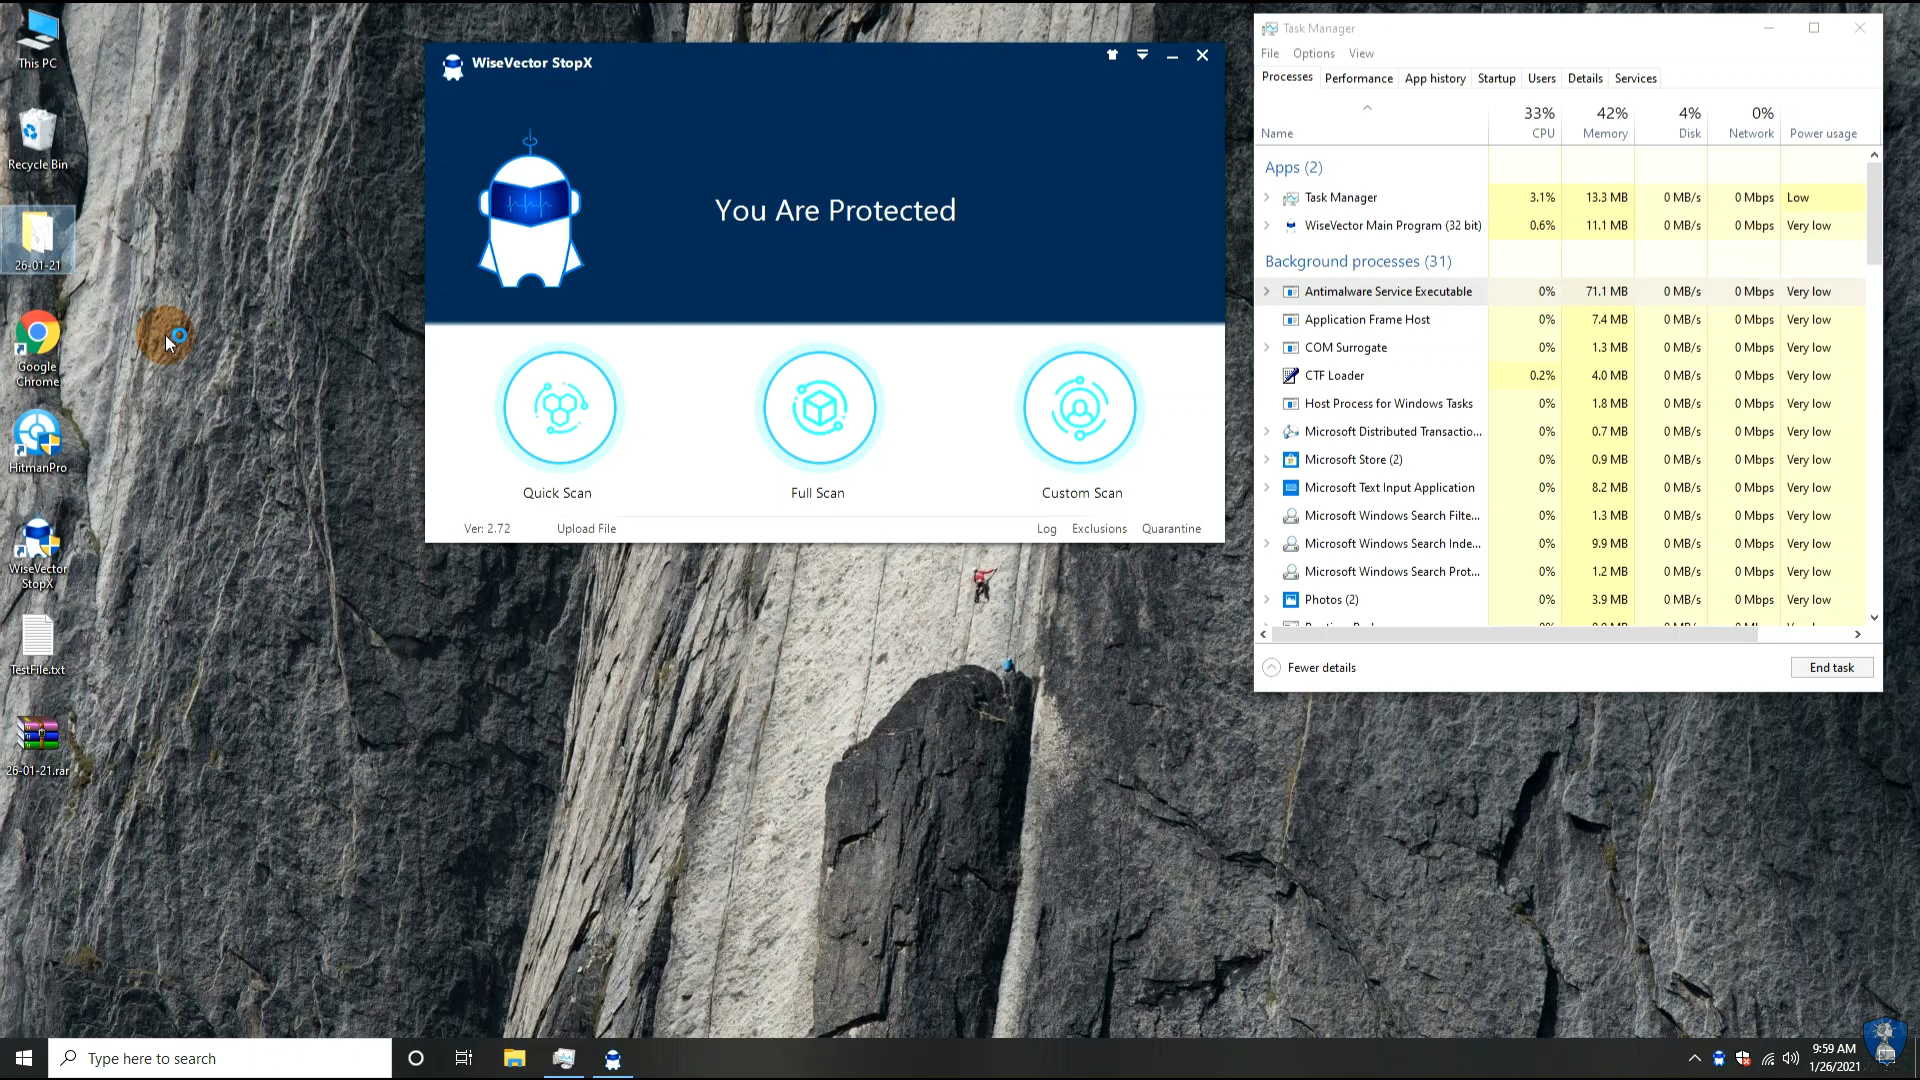 This PC
Recycle Bin
26-01-21
Google
Chrome
HitmanPro
WiseVector
StopX
TestFile.txt
26-01-21.rar
WiseVector StopX
You Are Protected
Quick Scan
Full Scan
Custom Scan
Ver: 2.72
Upload File
Log
Exclusions
Quarantine
Task Manager
File Options View
Processes Performance App history Startup Users Details Services
33% 42% 4% 0%
Name CPU Memory Disk Network Power usage
Apps (2)
Task Manager 3.1% 13.3 MB 0 MB/s 0 Mbps Low
WiseVector Main Program (32 bit) 0.6% 11.1 MB 0 MB/s 0 Mbps Very low
Background processes (31)
Antimalware Service Executable 0% 71.1 MB 0 MB/s 0 Mbps Very low
Application Frame Host 0% 7.4 MB 0 MB/s 0 Mbps Very low
COM Surrogate 0% 1.3 MB 0 MB/s 0 Mbps Very low
CTF Loader 0.2% 4.0 MB 0 MB/s 0 Mbps Very low
Host Process for Windows Tasks 0% 1.8 MB 0 MB/s 0 Mbps Very low
Microsoft Distributed Transactio... 0% 0.7 MB 0 MB/s 0 Mbps Very low
Microsoft Store (2) 0% 0.9 MB 0 MB/s 0 Mbps Very low
Microsoft Text Input Application 0% 8.2 MB 0 MB/s 0 Mbps Very low
Microsoft Windows Search Filte... 0% 1.3 MB 0 MB/s 0 Mbps Very low
Microsoft Windows Search Inde... 0% 9.9 MB 0 MB/s 0 Mbps Very low
Microsoft Windows Search Prot... 0% 1.2 MB 0 MB/s 0 Mbps Very low
Photos (2) 0% 3.9 MB 0 MB/s 0 Mbps Very low
Fewer details
End task
Type here to search
9:59 AM
1/26/2021